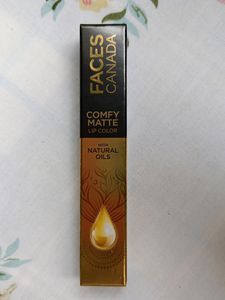 FACES
CANADA
COMFY
MATTE
LIP COLOR
WITH
NATURAL
OILS